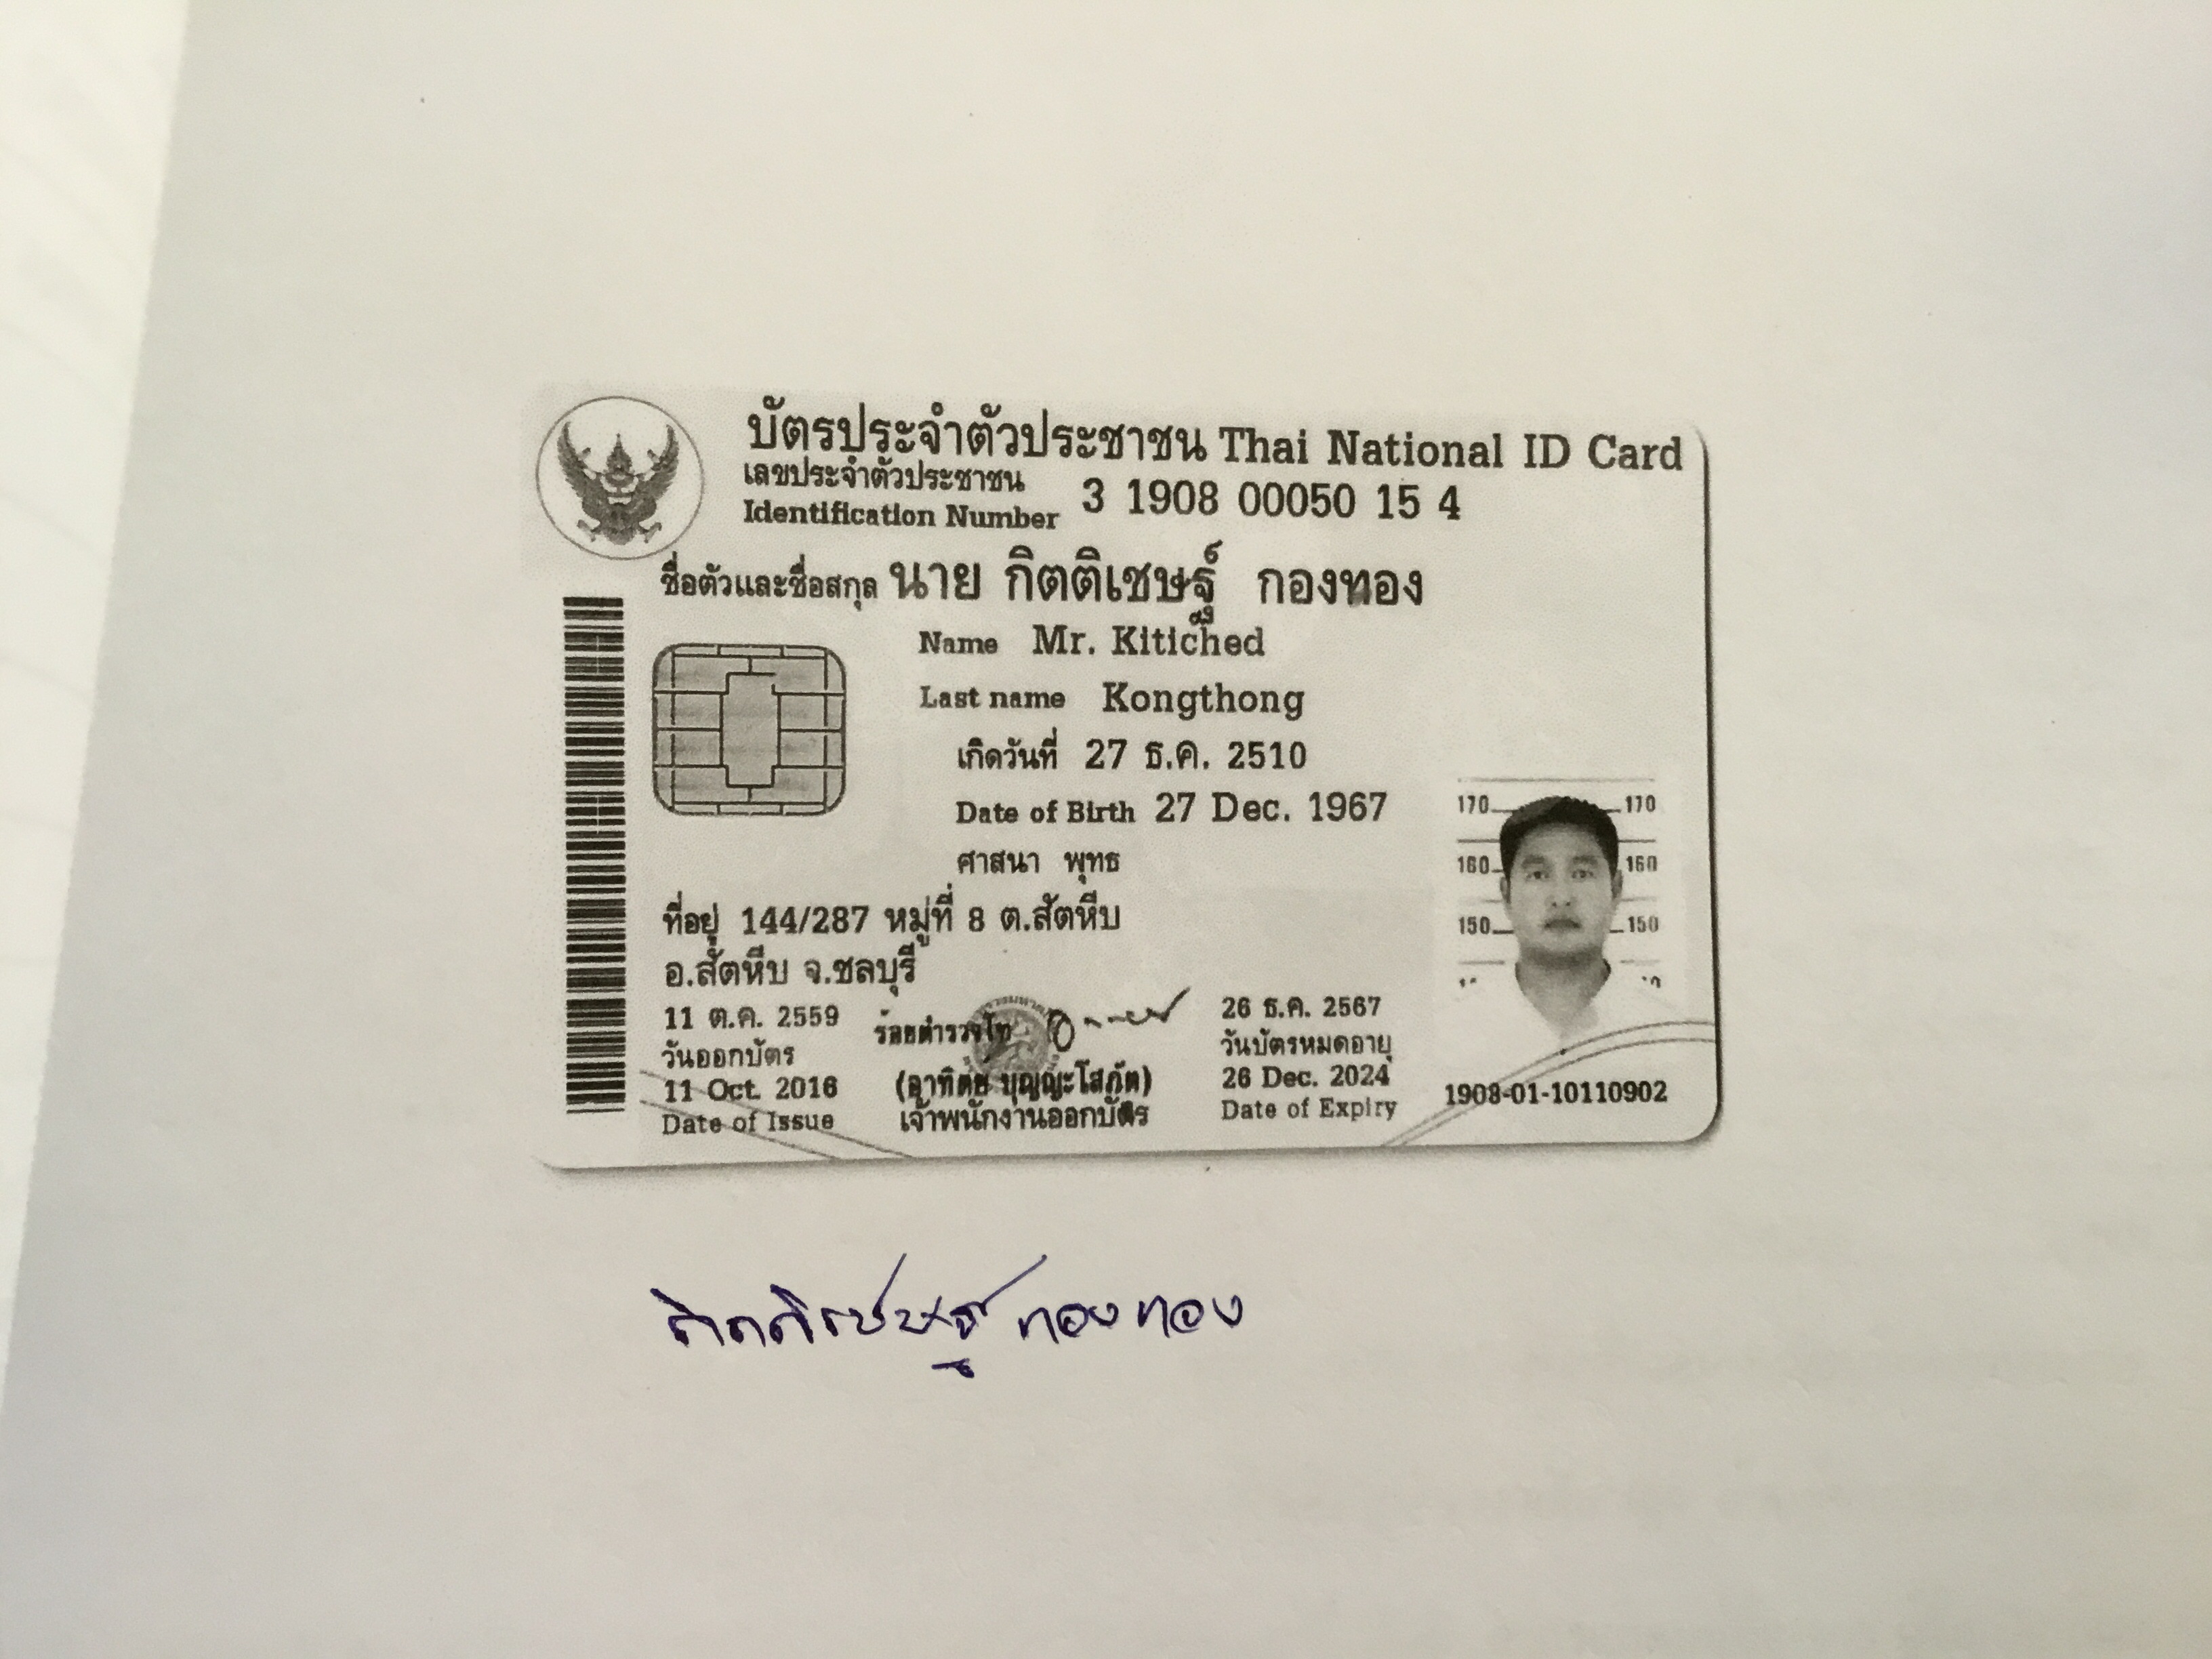 บัตรประจำตัวประชาชน Thai National ID Card
เลขประจำตัวประชาชน
Identification Number 3 1908 00050 15 4
ชื่อตัวและชื่อสกุล นาย กิตติเชษฐ์ กองทอง
Name Mr. Kitiched
Last name Kongthong
เกิดวันที่ 27 ธ.ค. 2510
Date of Birth 27 Dec. 1967
ศาสนา พุทธ
ที่อยู่ 144/287 หมู่ที่ 8 ต.สัตหีบ
อ.สัตหีบ จ.ชลบุรี
11 ต.ค. 2559
วันออกบัตร
11 Oct. 2016
Date of Issue
ร้อยตำรวจโท
(อาทิตย บุญญะโสภัต)
เจ้าพนักงานออกบัตร
26 ธ.ค. 2567
วันบัตรหมดอายุ
26 Dec. 2024
Date of Expiry
170 170
160 160
150 150
1908-01-10110902
กิตติเชษฐ์ กองทอง